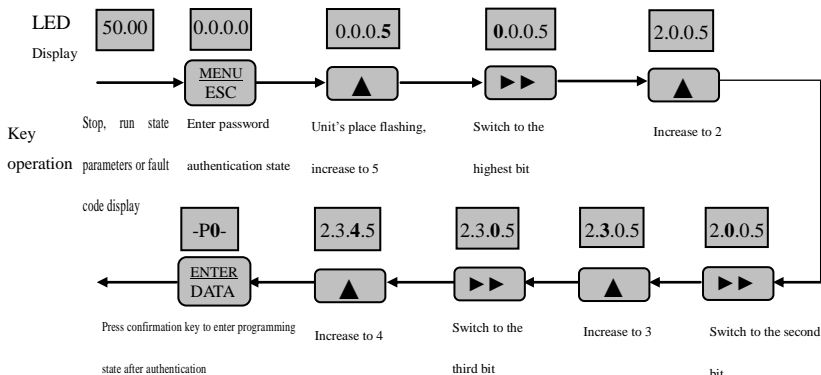 LED
Display
50.00
0.0.0.0
0.0.0.5
0.0.0.5
2.0.0.5
MENU
ESC
▲
►►
▲
Key
operation
Stop, run state
parameters or fault
code display
Enter password
authentication state
Unit's place flashing,
increase to 5
Switch to the
highest bit
Increase to 2
-P0-
2.3.4.5
2.3.0.5
2.3.0.5
2.0.0.5
ENTER
DATA
▲
►►
▲
►►
Press confirmation key to enter programming
state after authentication
Increase to 4
Switch to the
third bit
Increase to 3
Switch to the second
bit